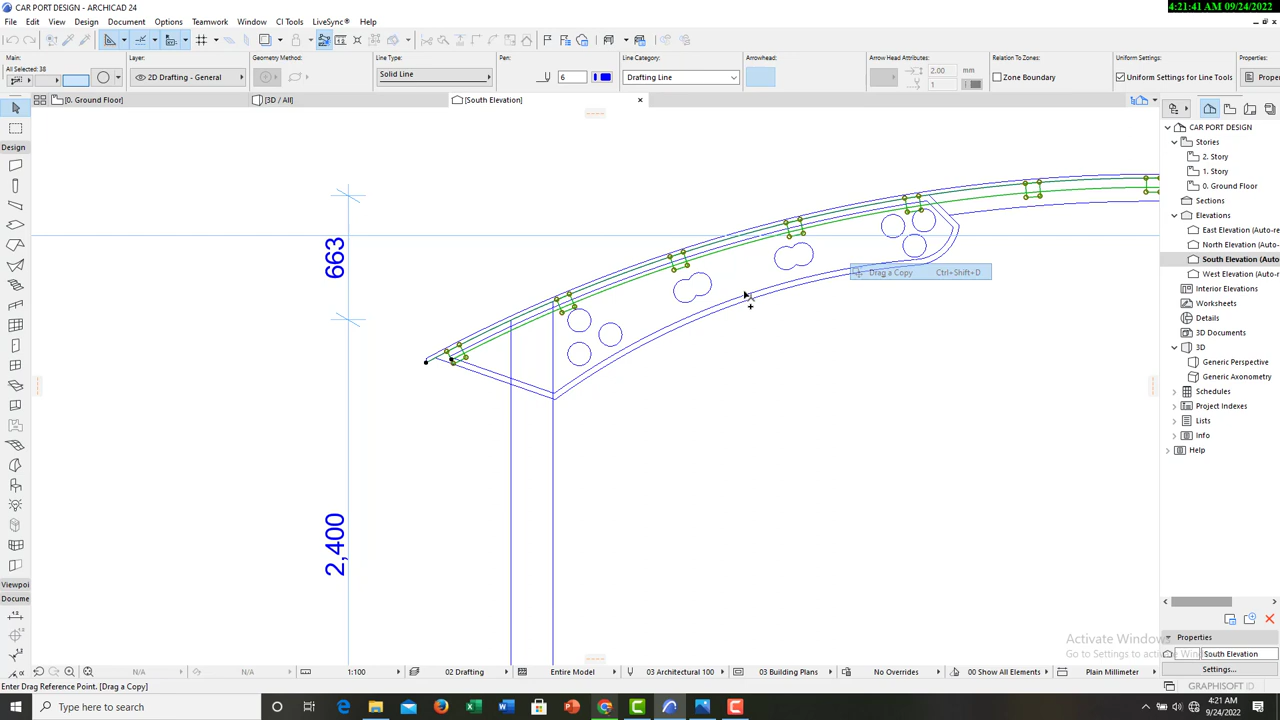 CAR PORT DESIGN - ARCHICAD 24
4:21:41 AM 09/24/2022
File Edit View Design Document Options Teamwork Window CI Tools LiveSync® Help
Main: Layer: Geometry Method: Line Type: Pen: Line Category: Arrowhead: Arrow Head Attributes: Relation To Zones: Uniform Settings: Properties:
All Selected: 38
2D Drafting - General
Solid Line
6
Drafting Line
2.00 mm
1
Zone Boundary
Uniform Settings for Line Tools
Proper
[0. Ground Floor]
[3D / All]
[South Elevation]
Design
663
2,400
Drag a Copy Ctrl+Shift+D
CAR PORT DESIGN
Stories
2. Story
1. Story
0. Ground Floor
Sections
Elevations
East Elevation (Auto-re
North Elevation (Auto-re
South Elevation (Auto
West Elevation (Auto-re
Interior Elevations
Worksheets
Details
3D Documents
3D
Generic Perspective
Generic Axonometry
Schedules
Project Indexes
Lists
Info
Help
Viewpoi
Docume
Activate Windows
Go to Settings to activate Win
Properties
South Elevation
Settings...
N/A N/A 1:100 02 Drafting Entire Model 03 Architectural 100 03 Building Plans No Overrides 00 Show All Elements Plain Millimeter
Enter Drag Reference Point. [Drag a Copy]
GRAPHISOFT ID
Type here to search
4:21 AM
9/24/2022